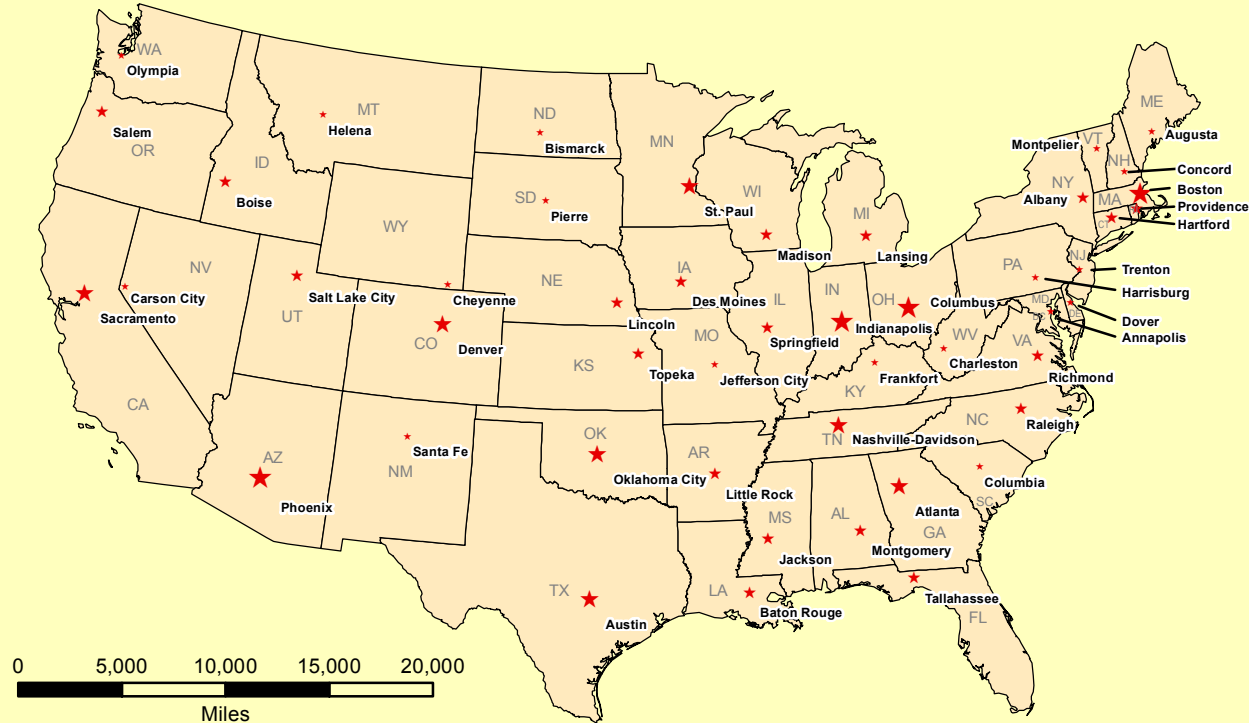 WA
Olympia
MT
Helena
ND
Bismarck
MN
ME
Augusta
Salem
OR
ID
Boise
SD
Pierre
St. Paul
WI
Madison
MI
Lansing
Montpelier
VT
NH
Concord
NY
Albany
MA
Boston
Providence
CT
Hartford
WY
Cheyenne
NV
Carson City
Sacramento
CA
Salt Lake City
UT
CO
Denver
NE
Lincoln
IA
Des Moines
IL
Springfield
IN
Indianapolis
OH
Columbus
PA
NJ
Trenton
Harrisburg
MD
DE
Dover
Annapolis
WV
Charleston
VA
Richmond
KS
Topeka
MO
Jefferson City
KY
Frankfort
AZ
Phoenix
Santa Fe
NM
OK
Oklahoma City
AR
Little Rock
TN
Nashville-Davidson
NC
Raleigh
Columbia
SC
MS
Jackson
AL
Montgomery
Atlanta
GA
TX
Austin
LA
Baton Rouge
Tallahassee
FL
0 5,000 10,000 15,000 20,000
Miles